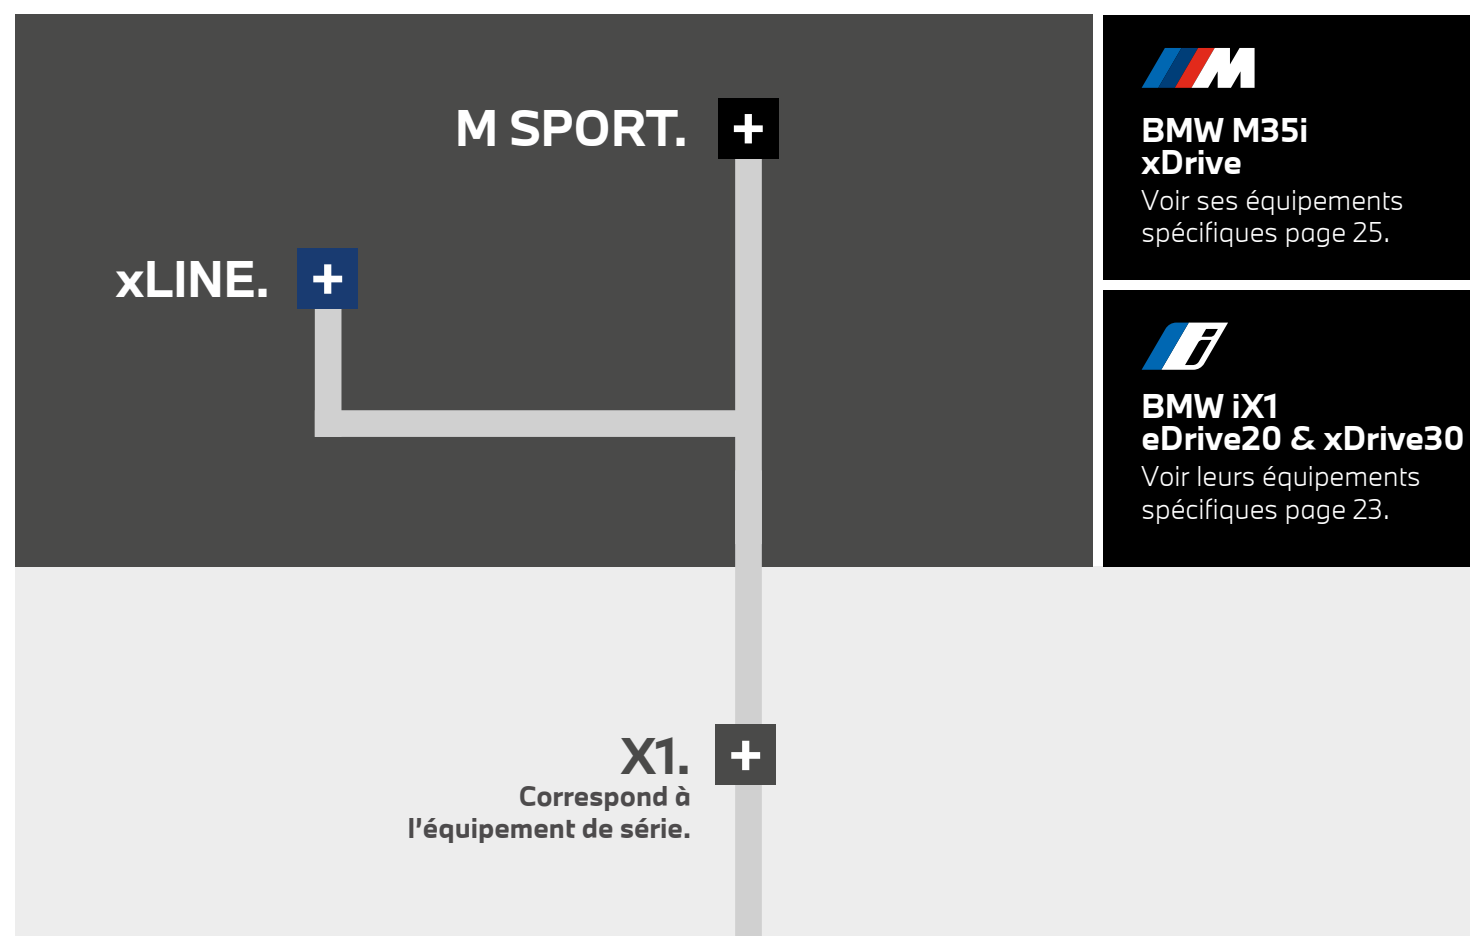 M SPORT.
xLINE.
X1.
Correspond à
l'équipement de série.
M
BMW M35i
xDrive
Voir ses équipements
spécifiques page 25.
i
BMW iX1
eDrive20 & xDrive30
Voir leurs équipements
spécifiques page 23.